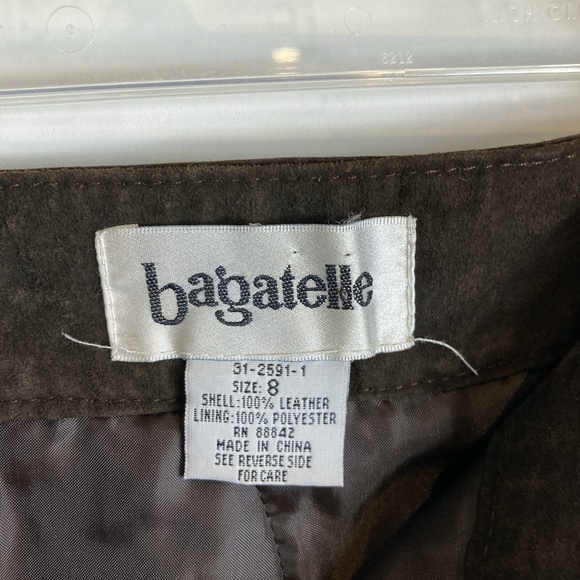 8212
bagatelle
31-2591-1
SIZE: 8
SHELL:100% LEATHER
LINING:100% POLYESTER
RN 88842
MADE IN CHINA
SEE REVERSE SIDE
FOR CARE